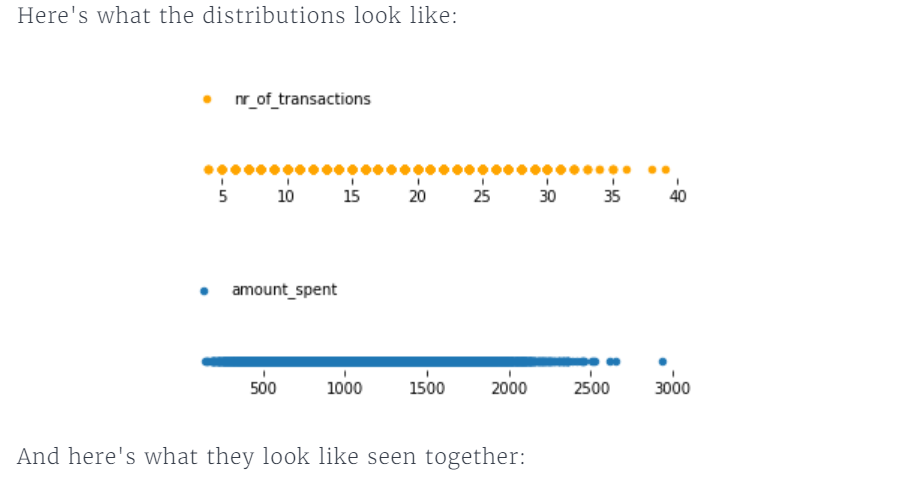 Here's what the distributions look like:
nr_of_transactions
5 10 15 20 25 30 35 40
amount_spent
500 1000 1500 2000 2500 3000
And here's what they look like seen together: